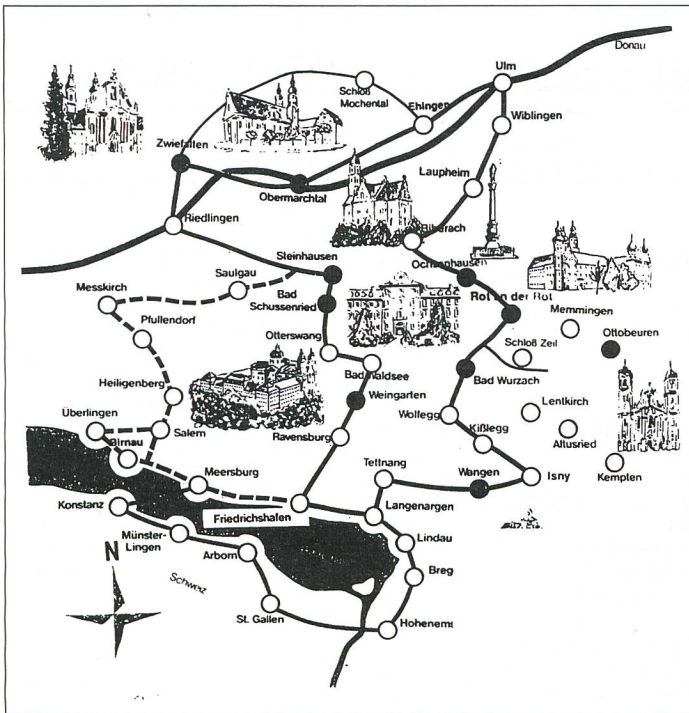 Donau
Ulm
Schloß
Mochental
Ehingen
Wiblingen
Zwiefalten
Laupheim
Obermarchtal
Riedlingen
Biberach
Steinhausen
Ochsenhausen
Saulgau
Rot an der Rot
Messkirch
Bad
Schussenried
Memmingen
Pfullendorf
Ottobeuren
Otterswang
Schloß Zeil
Bad Waldsee
Bad Wurzach
Heiligenberg
Weingarten
Lentkirch
Wolfegg
Überlingen
Salem
Kißlegg
Altusried
Birnau
Ravensburg
Tettnang
Wangen
Isny
Kempten
Meersburg
Konstanz
Friedrichshafen
Langenargen
Münster-
Lingen
Lindau
Arborn
N
Breg
Schweiz
St. Gallen
Hohenems